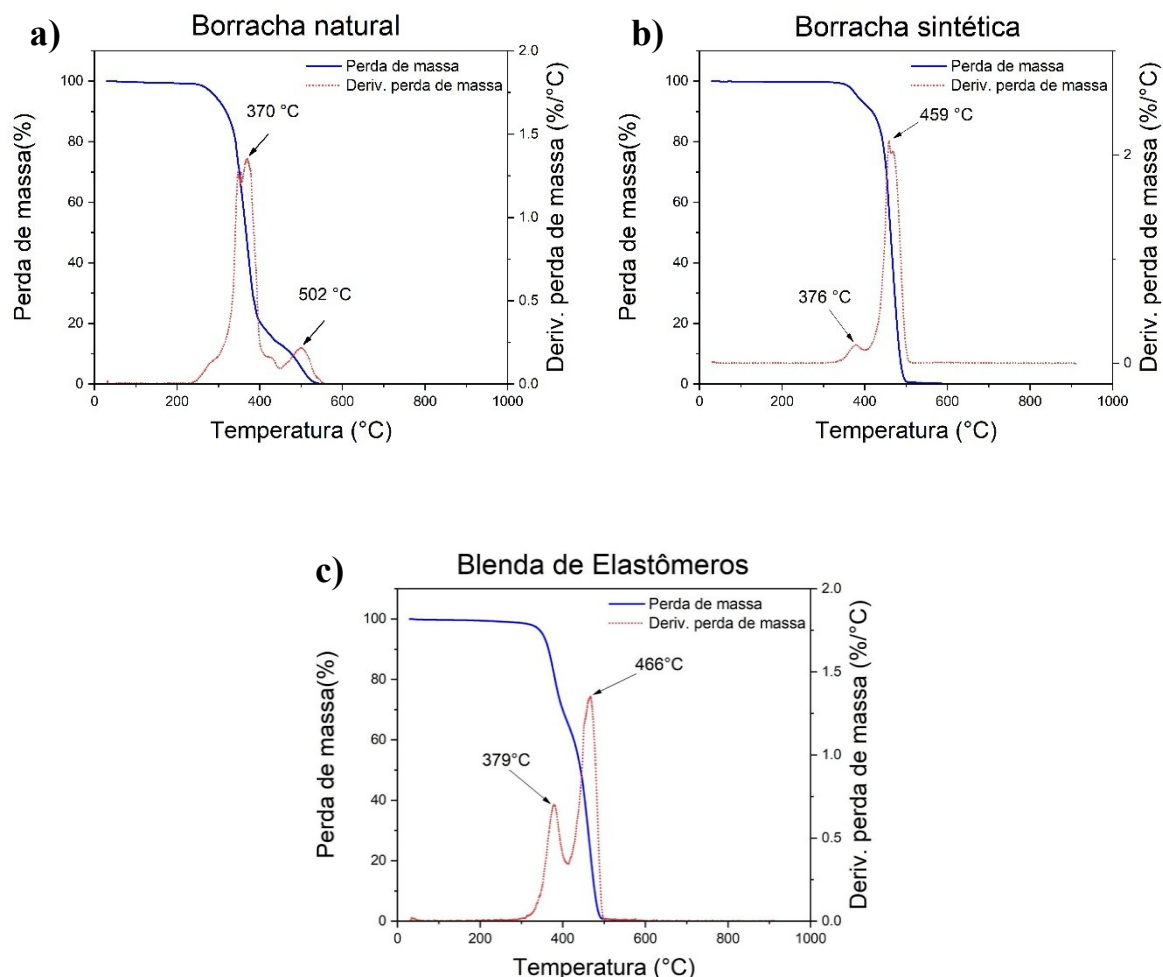 a)
Borracha natural
Perda de massa
Deriv. perda de massa
370 °C
502 °C
Perda de massa(%)
100
80
60
40
20
0
0
200
400
600
800
1000
Temperatura (°C)
2.0
1.5
1.0
0.5
0.0
Deriv. perda de massa (%/°C)
b)
Borracha sintética
Perda de massa
Deriv. perda de massa
459 °C
376 °C
Perda de massa(%)
100
80
60
40
20
0
0
200
400
600
800
1000
Temperatura (°C)
2
0
Deriv. perda de massa (%/°C)
c)
Blenda de Elastômeros
Perda de massa
Deriv. perda de massa
466°C
379°C
Perda de massa(%)
100
80
60
40
20
0
0
200
400
600
800
1000
Temperatura (°C)
2.0
1.5
1.0
0.5
0.0
Deriv. perda de massa (%/°C)